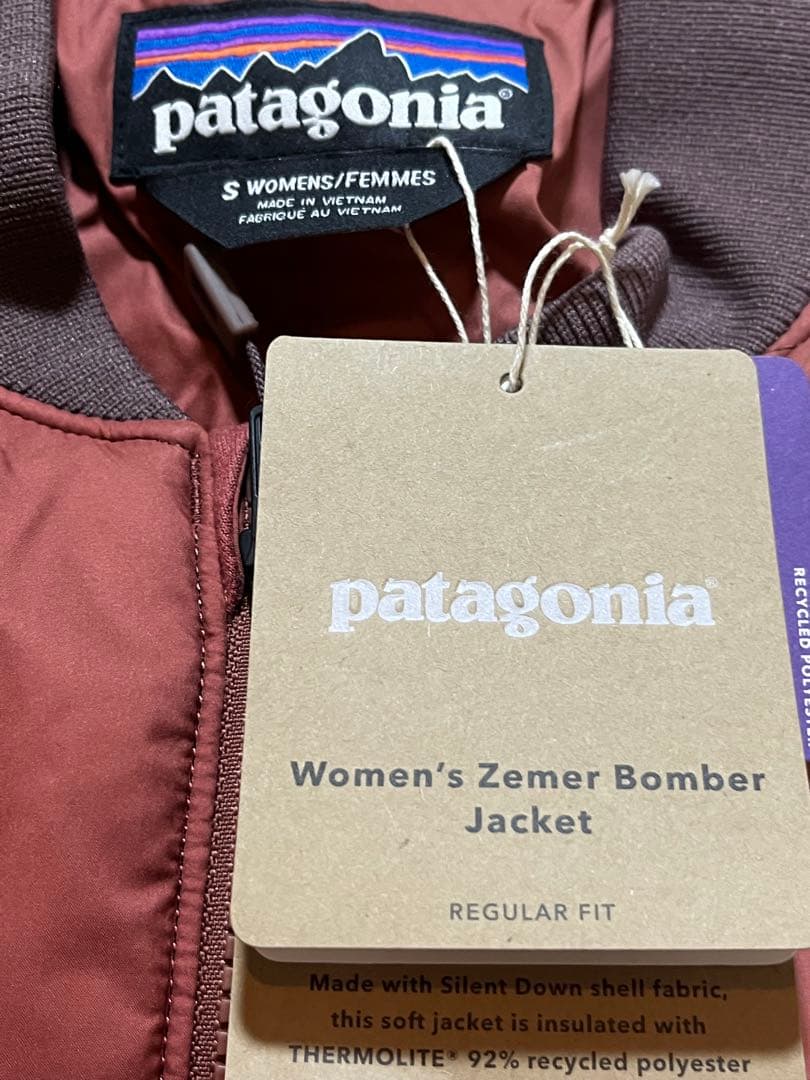 patagonia®
S WOMENS/FEMMES
MADE IN VIETNAM
FABRIQUÉ AU VIETNAM
patagonia®
Women's Zemer Bomber
Jacket
REGULAR FIT
RECYCLED POLYESTER
Made with Silent Down shell fabric,
this soft jacket is insulated with
THERMOLITE® 92% recycled polyester